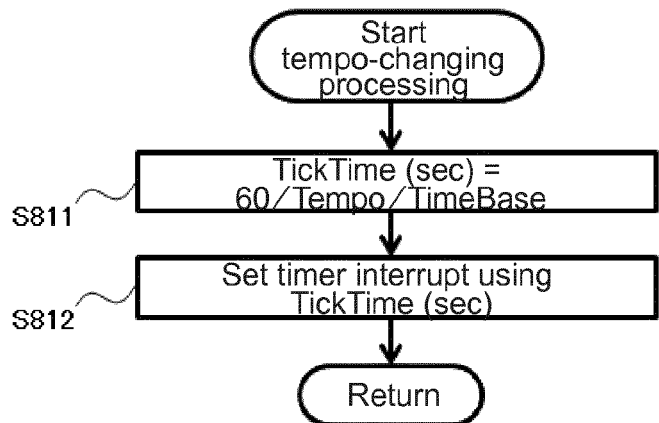 Start
tempo-changing
processing
TickTime (sec) =
60/Tempo/TimeBase
S811
Set timer interrupt using
TickTime (sec)
S812
Return